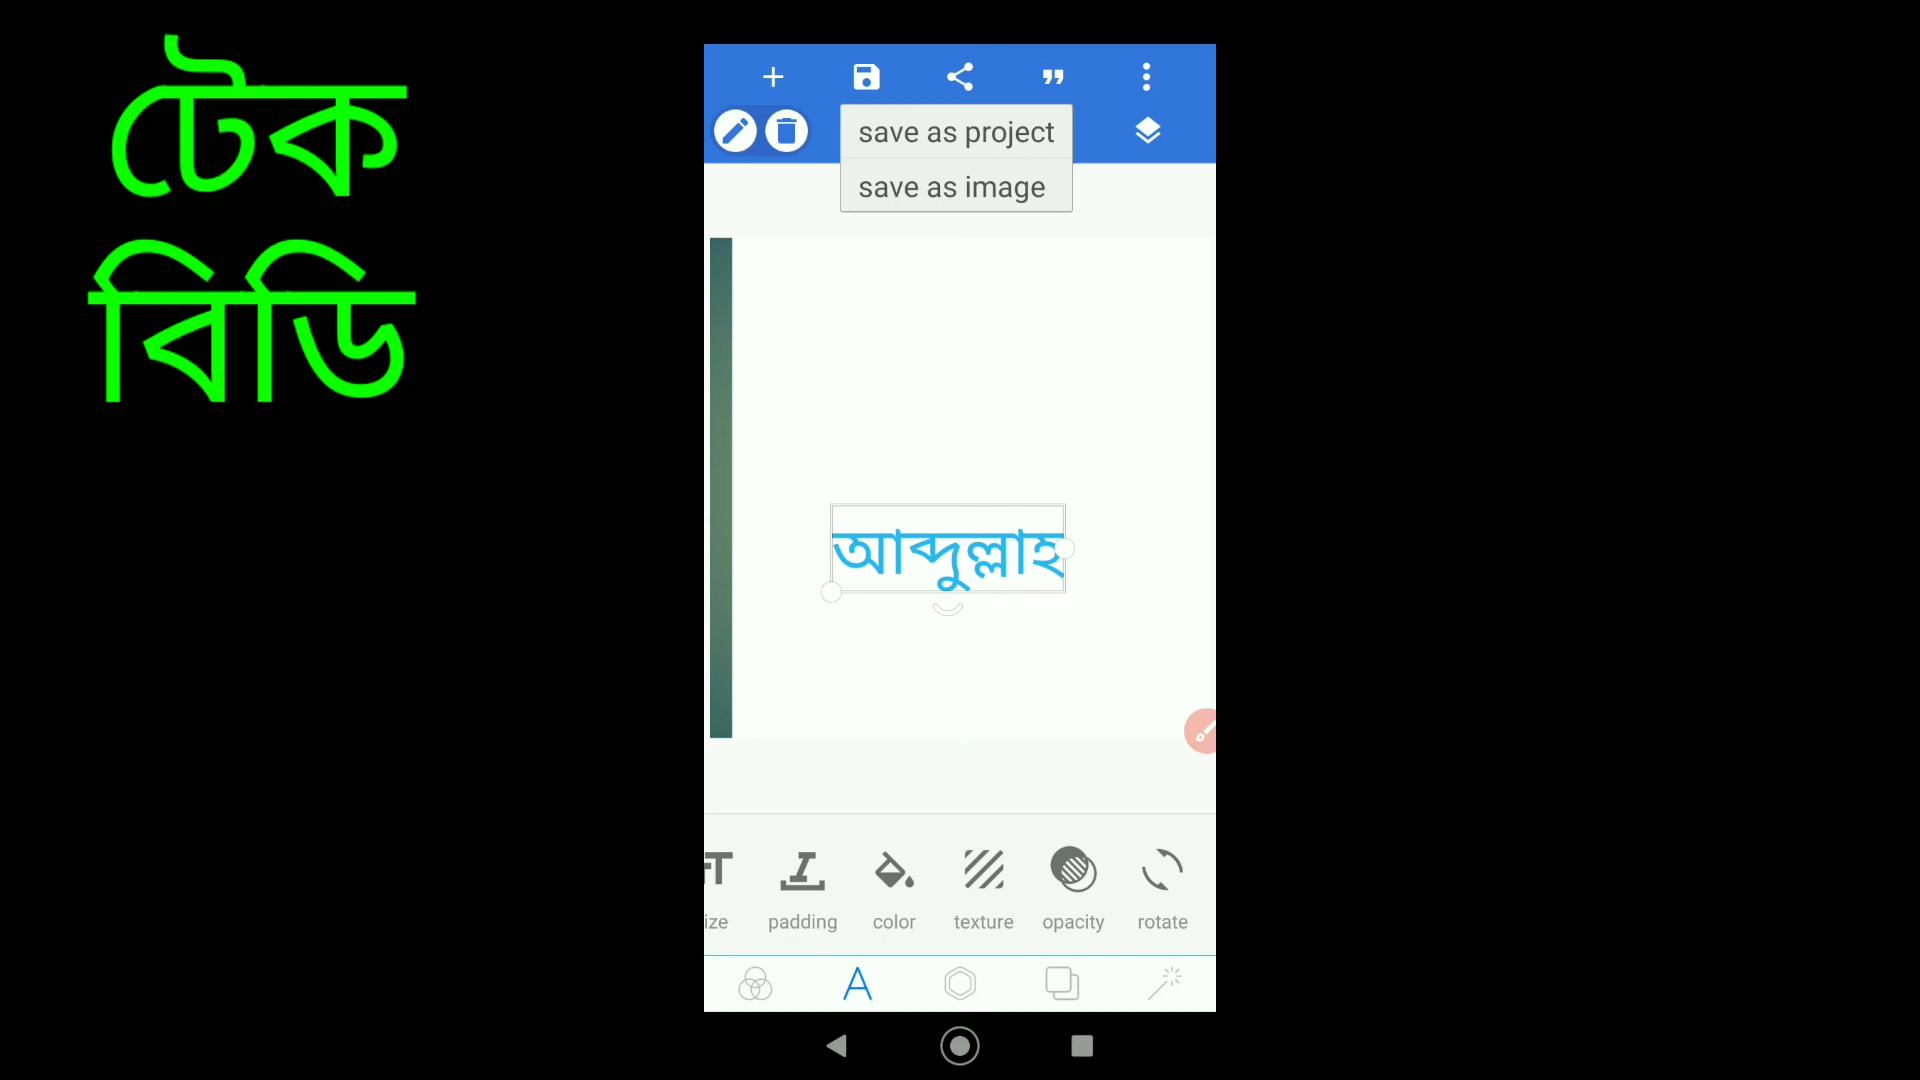 টেক
বিডি
save as project
save as image
আব্দুল্লাহ
ize
padding
color
texture
opacity
rotate